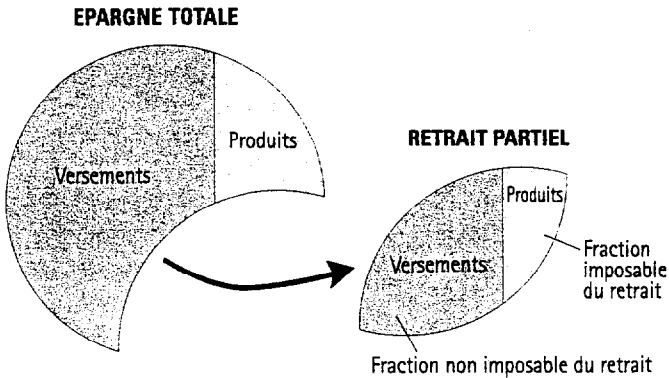 EPARGNE TOTALE
Versements
Produits
RETRAIT PARTIEL
Produits
Versements
Fraction
imposable
du retrait
Fraction non imposable du retrait